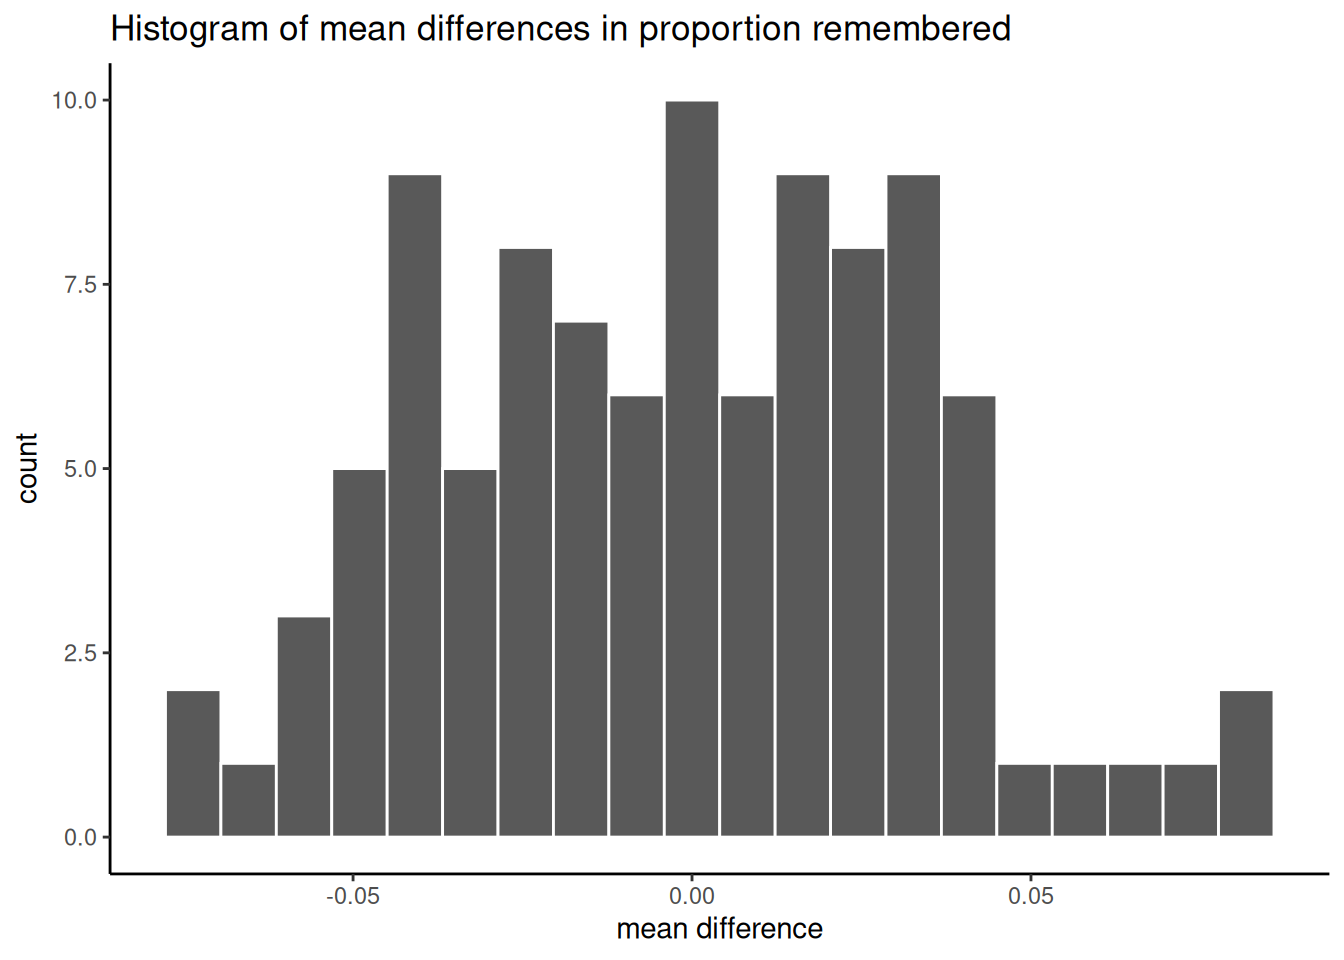 Histogram of mean differences in proportion remembered
10.0
7.5
5.0
2.5
0.0
count
-0.05 0.00 0.05
mean difference